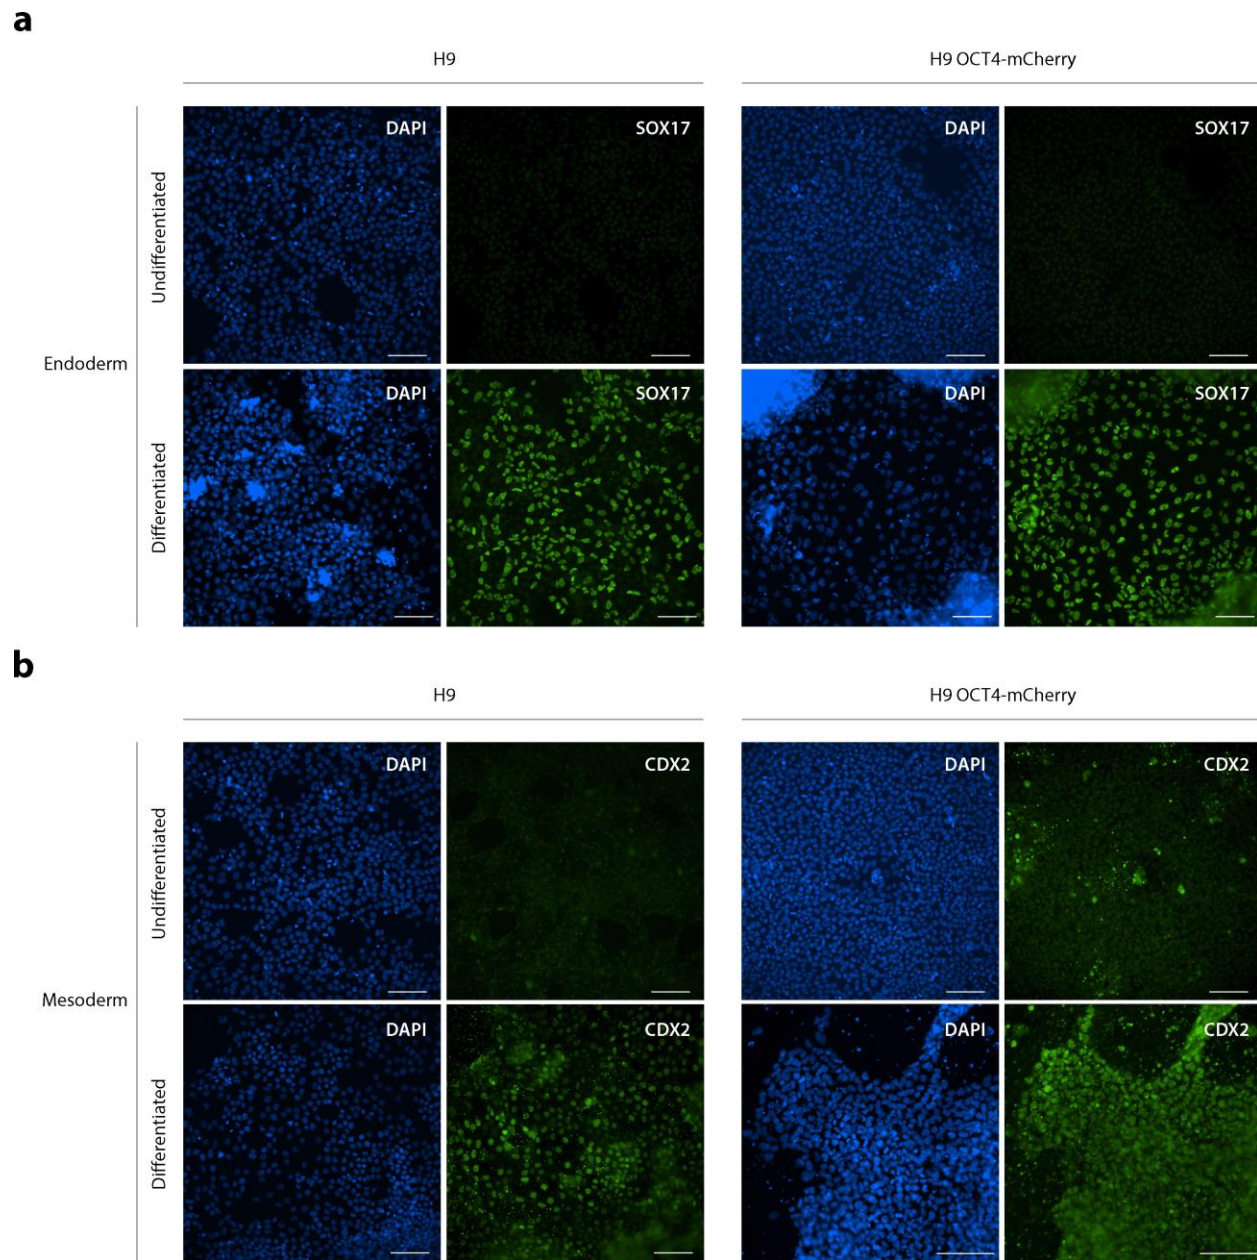 a
H9
H9 OCT4-mCherry
Endoderm
Undifferentiated
DAPI
SOX17
DAPI
SOX17
Differentiated
DAPI
SOX17
DAPI
SOX17
b
H9
H9 OCT4-mCherry
Mesoderm
Undifferentiated
DAPI
CDX2
DAPI
CDX2
Differentiated
DAPI
CDX2
DAPI
CDX2